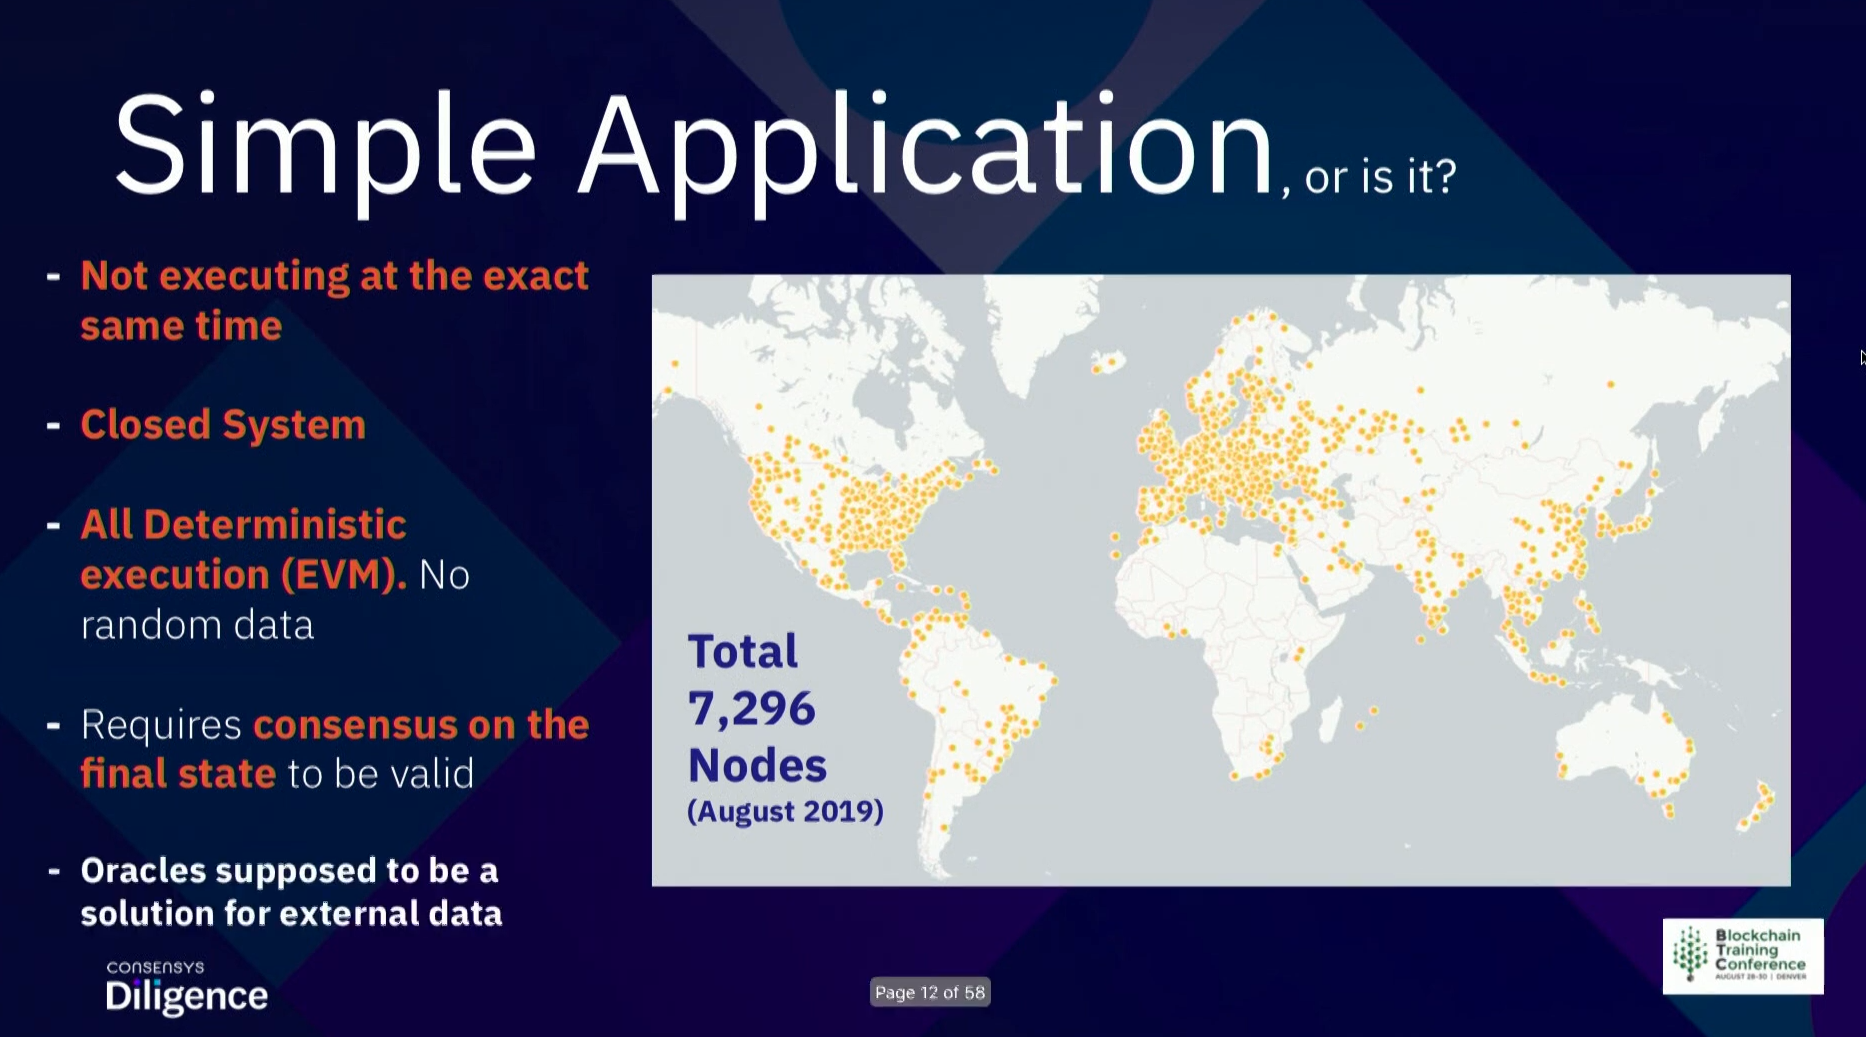 Simple Application, or is it?
- Not executing at the exact
same time
- Closed System
- All Deterministic
execution (EVM). No
random data
- Requires consensus on the
final state to be valid
- Oracles supposed to be a
solution for external data
Total
7,296
Nodes
(August 2019)
CONSENSYS
Diligence
Page 12 of 58
Blockchain
Training
Conference
AUGUST 28-30 | DENVER